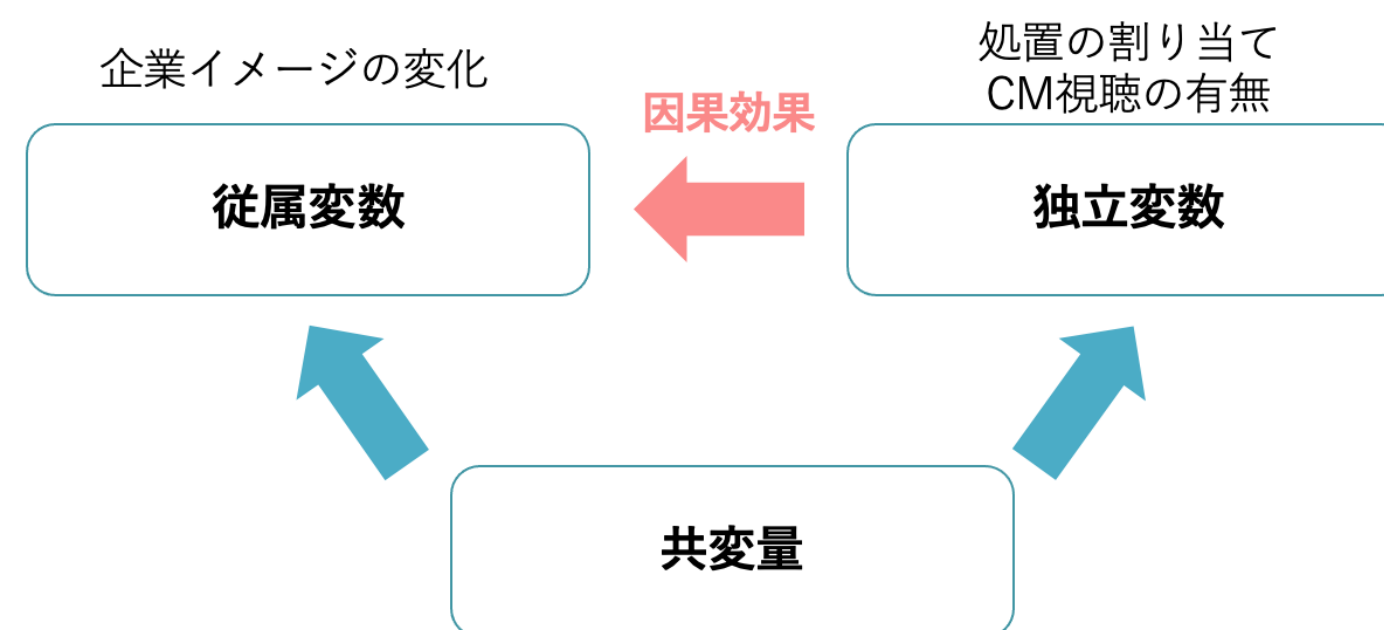 企業イメージの変化
処置の割り当て
CM視聴の有無
因果効果
従属変数
独立変数
共変量